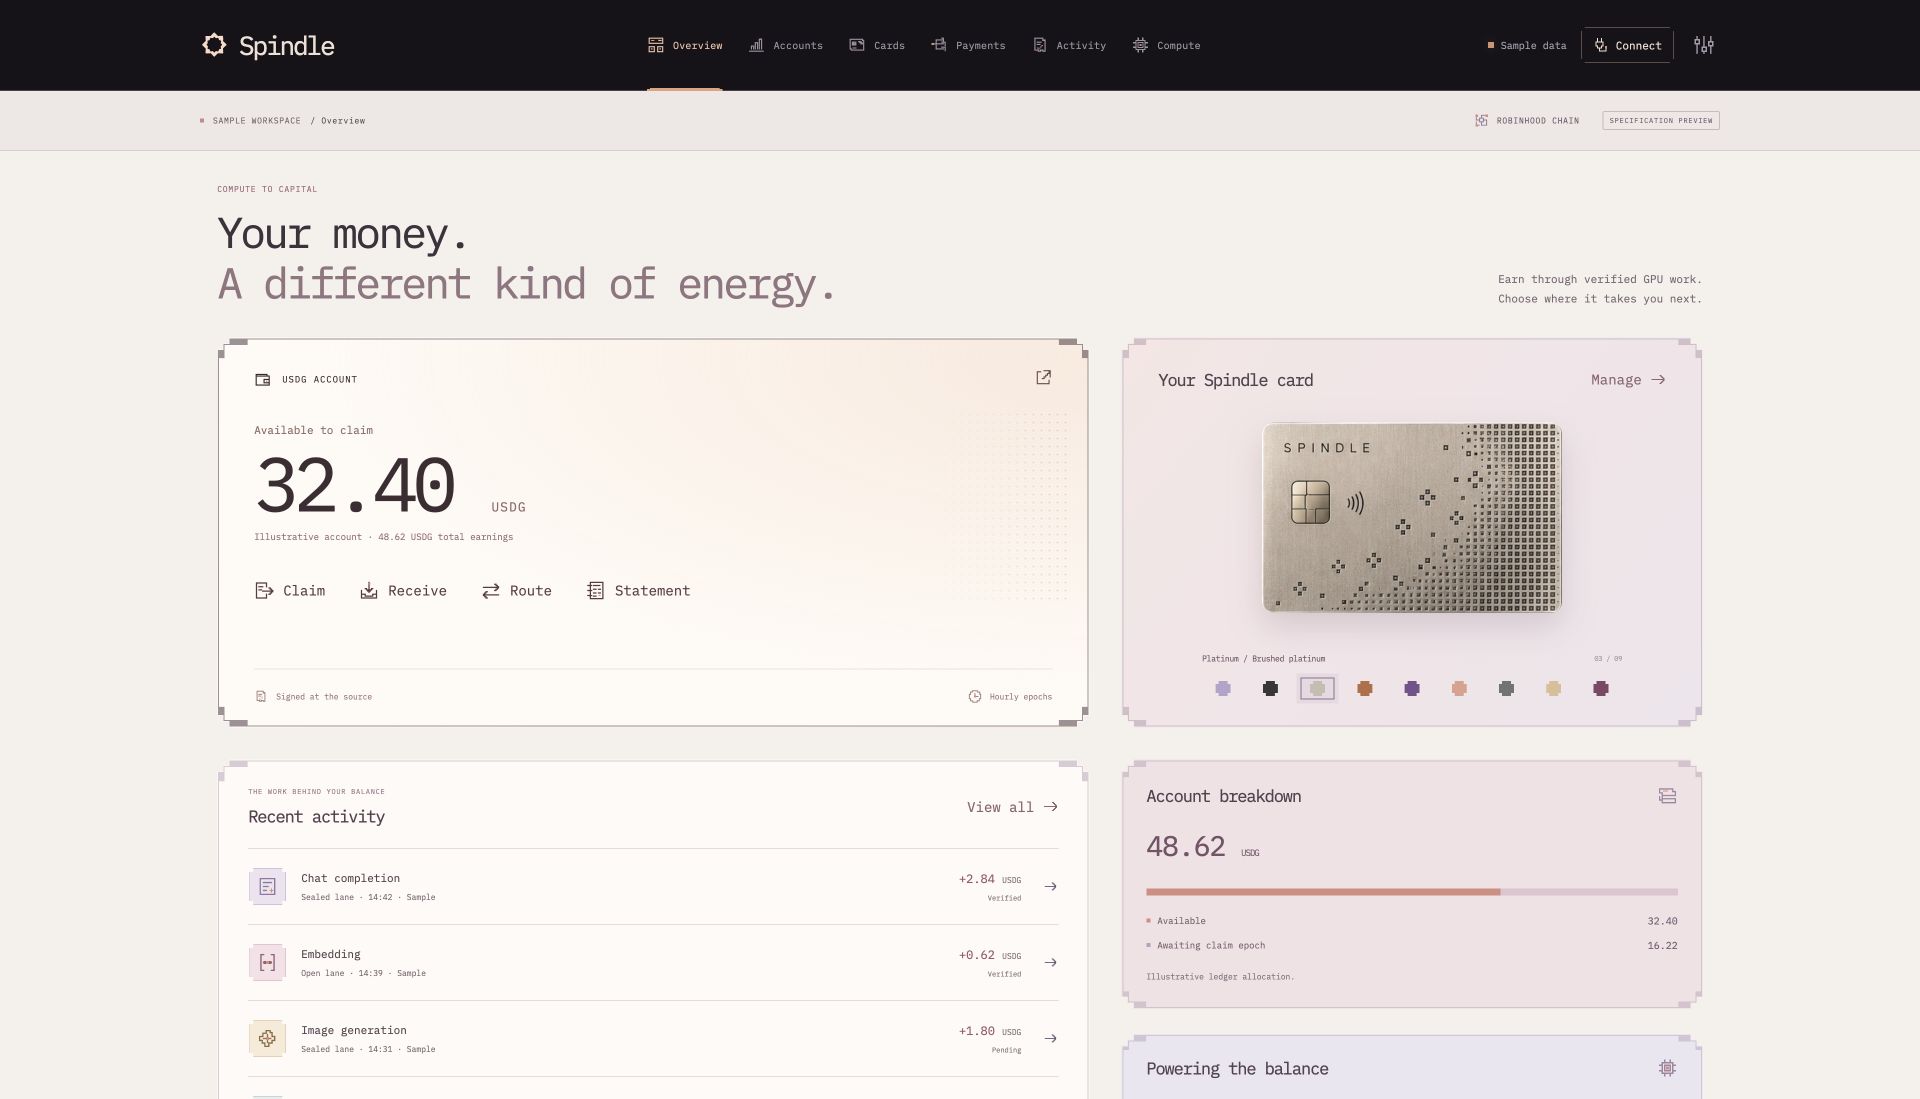 Spindle
Overview
Accounts
Cards
Payments
Activity
Compute
Sample data
Connect
SAMPLE WORKSPACE / Overview
ROBINHOOD CHAIN
SPECIFICATION PREVIEW
COMPUTE TO CAPITAL
Your money.
A different kind of energy.
Earn through verified GPU work.
Choose where it takes you next.
USDG ACCOUNT
Available to claim
32.40 USDG
Illustrative account · 48.62 USDG total earnings
Claim
Receive
Route
Statement
Signed at the source
Hourly epochs
Your Spindle card
Manage →
SPINDLE
Platinum / Brushed platinum
03 / 09
THE WORK BEHIND YOUR BALANCE
Recent activity
View all →
Chat completion
Sealed lane · 14:42 · Sample
+2.84 USDG
Verified
Embedding
Open lane · 14:39 · Sample
+0.62 USDG
Verified
Image generation
Sealed lane · 14:31 · Sample
+1.80 USDG
Pending
Account breakdown
48.62 USDG
Available 32.40
Awaiting claim epoch 16.22
Illustrative ledger allocation.
Powering the balance